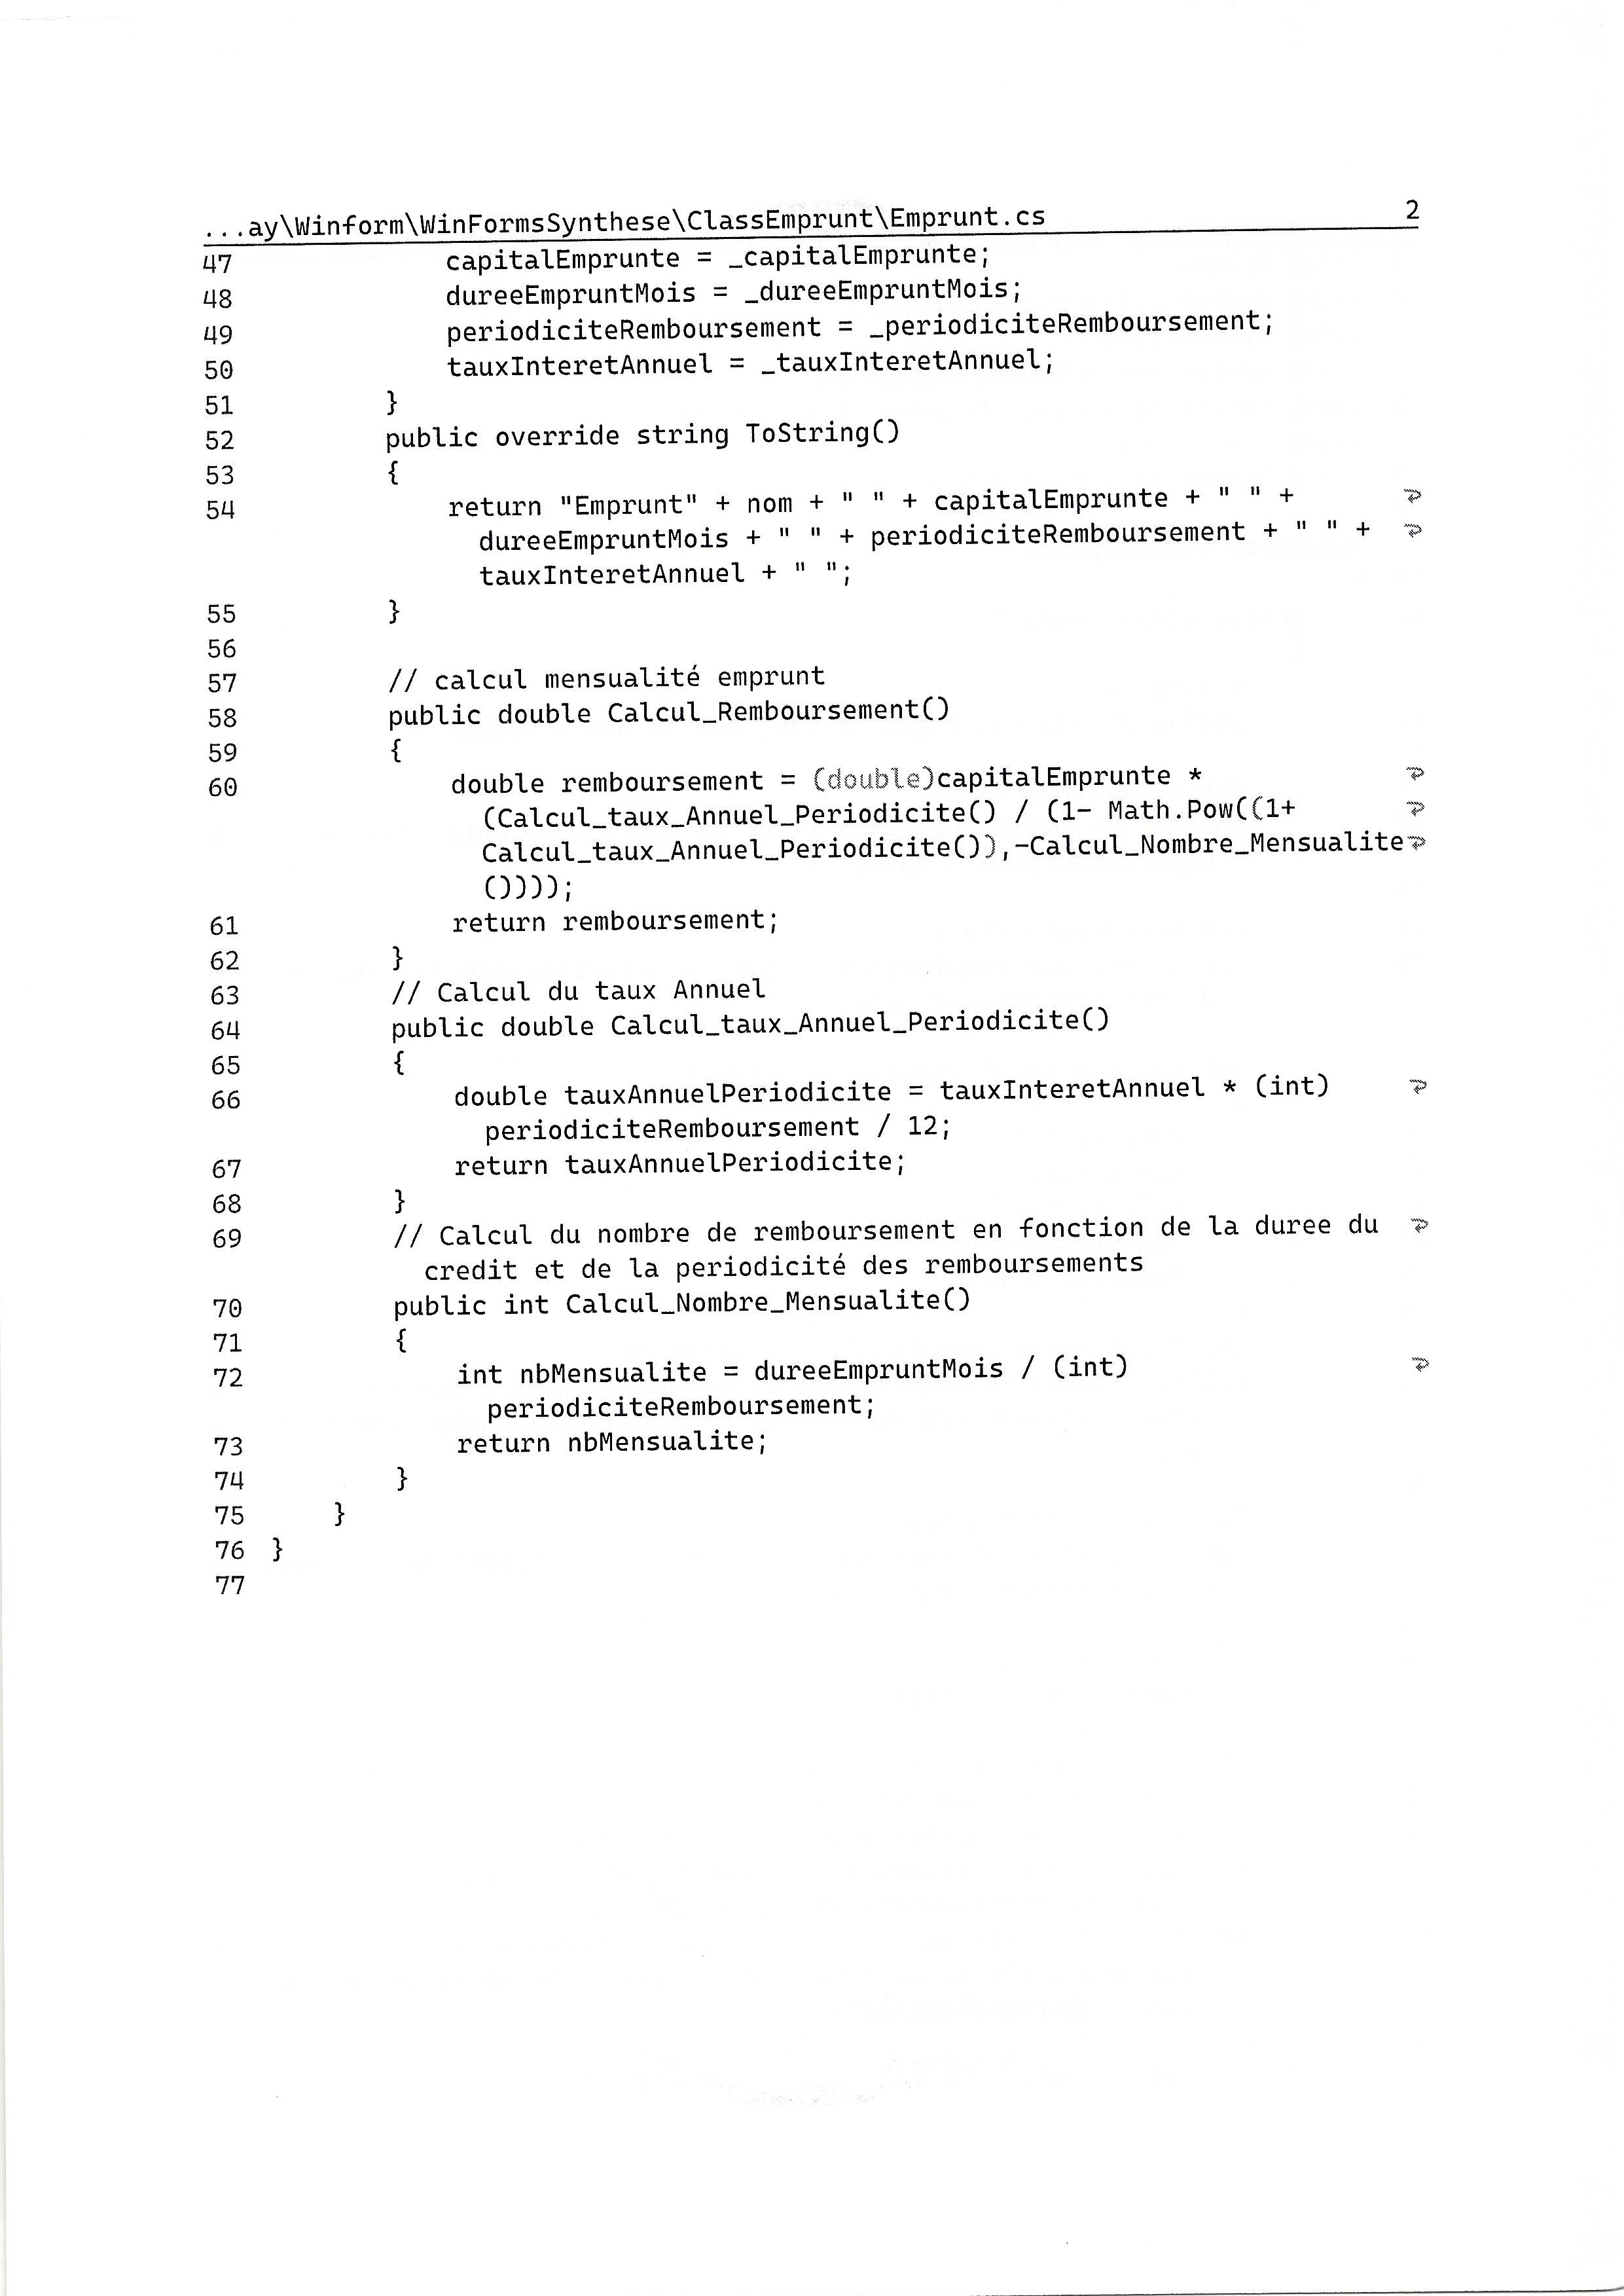 ...ay\Winform\WinFormsSynthese\ClassEmprunt\Emprunt.cs 2
47 capitalEmprunte = _capitalEmprunte;
48 dureeEmpruntMois = _dureeEmpruntMois;
49 periodiciteRemboursement = _periodiciteRemboursement;
50 tauxInteretAnnuel = _tauxInteretAnnuel;
51 }
52 public override string ToString()
53 {
54 return "Emprunt" + nom + " " + capitalEmprunte + " " +
dureeEmpruntMois + " " + periodiciteRemboursement + " " +
tauxInteretAnnuel + " ";
55 }
56
57 // calcul mensualité emprunt
58 public double Calcul_Remboursement()
59 {
60 double remboursement = (double)capitalEmprunte *
(Calcul_taux_Annuel_Periodicite() / (1- Math.Pow((1+
Calcul_taux_Annuel_Periodicite()),-Calcul_Nombre_Mensualite
())));
61 return remboursement;
62 }
63 // Calcul du taux Annuel
64 public double Calcul_taux_Annuel_Periodicite()
65 {
66 double tauxAnnuelPeriodicite = tauxInteretAnnuel * (int)
periodiciteRemboursement / 12;
67 return tauxAnnuelPeriodicite;
68 }
69 // Calcul du nombre de remboursement en fonction de la duree du
credit et de la periodicité des remboursements
70 public int Calcul_Nombre_Mensualite()
71 {
72 int nbMensualite = dureeEmpruntMois / (int)
periodiciteRemboursement;
73 return nbMensualite;
74 }
75 }
76 }
77